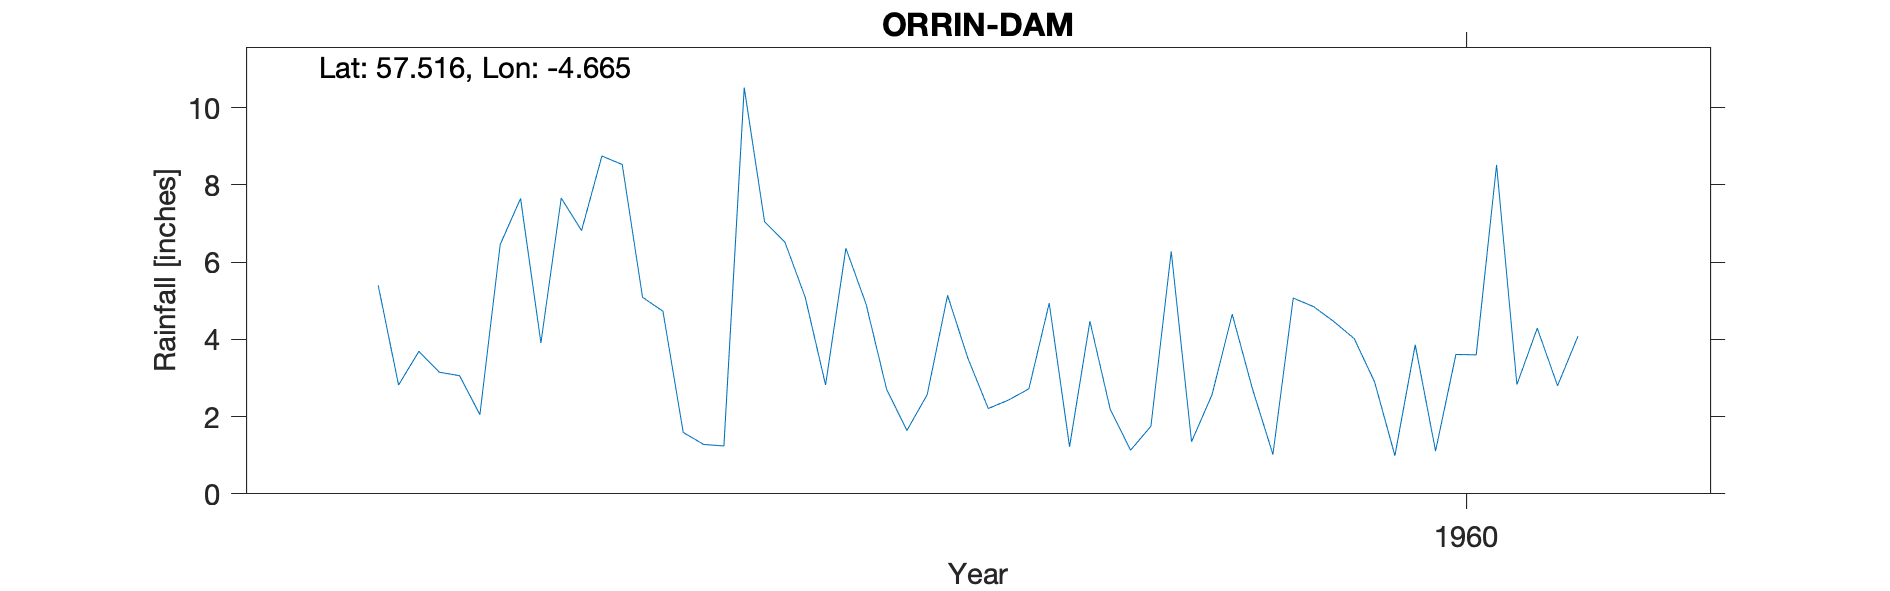 ORRIN-DAM
Lat: 57.516, Lon: -4.665
10
8
6
4
2
0
Rainfall [inches]
1960
Year